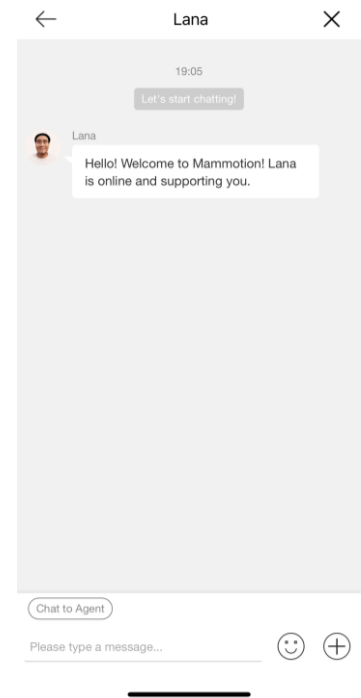 Lana
19:05
Let's start chatting!
Lana
Hello! Welcome to Mammotion! Lana
is online and supporting you.
Chat to Agent
Please type a message...